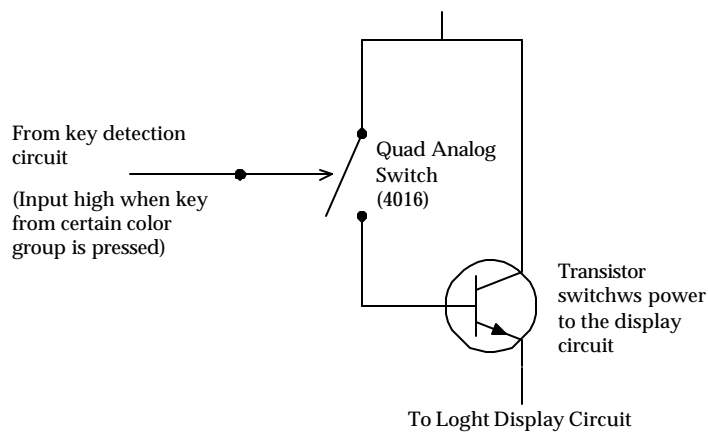 From key detection
circuit
(Input high when key
from certain color
group is pressed)
Quad Analog
Switch
(4016)
Transistor
switchws power
to the display
circuit
To Loght Display Circuit